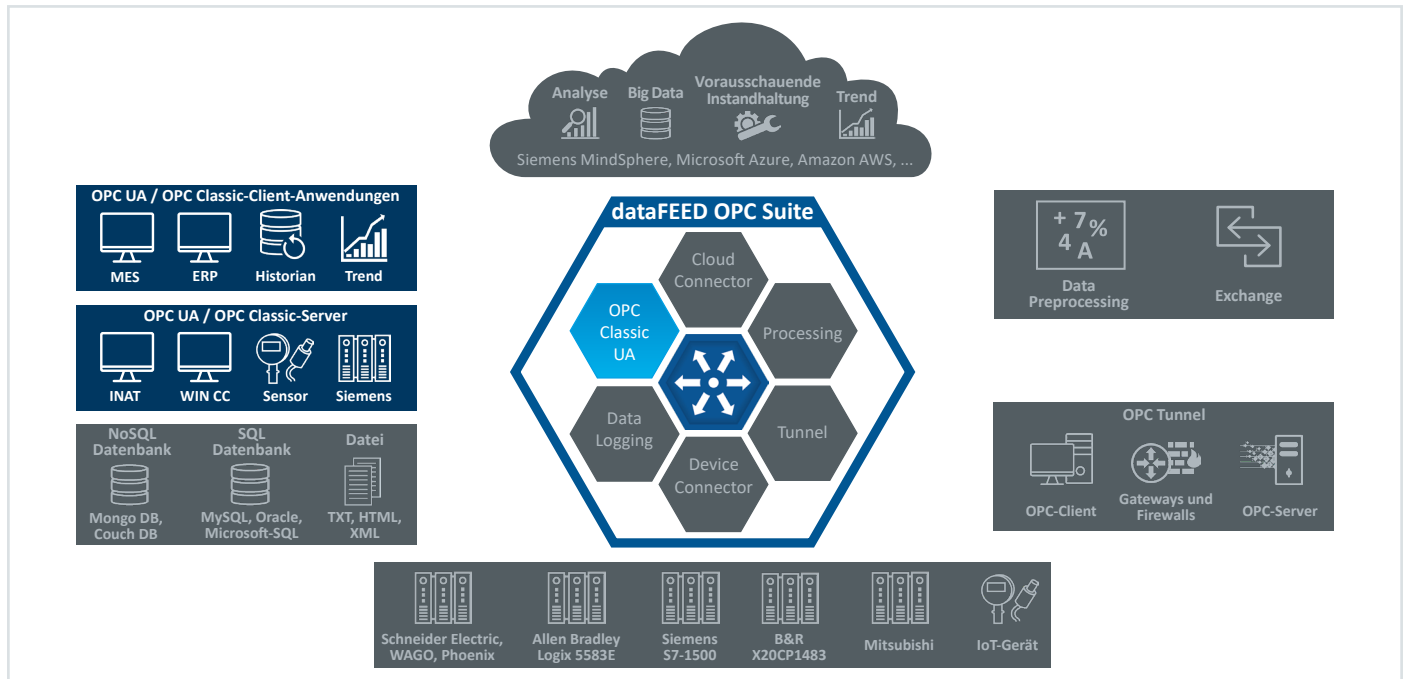 Analyse
Big Data
Vorausschauende
Instandhaltung
Trend
Siemens MindSphere, Microsoft Azure, Amazon AWS, ...
OPC UA / OPC Classic-Client-Anwendungen
MES
ERP
Historian
Trend
OPC UA / OPC Classic-Server
INAT
WIN CC
Sensor
Siemens
NoSQL
Datenbank
Mongo DB,
Couch DB
SQL
Datenbank
MySQL, Oracle,
Microsoft-SQL
Datei
TXT, HTML,
XML
dataFEED OPC Suite
Cloud
Connector
OPC
Classic
UA
Processing
Data
Logging
Tunnel
Device
Connector
+ 7%
4 A
Data
Preprocessing
Exchange
OPC Tunnel
OPC-Client
Gateways und
Firewalls
OPC-Server
Schneider Electric,
WAGO, Phoenix
Allen Bradley
Logix 5583E
Siemens
S7-1500
B&R
X20CP1483
Mitsubishi
IoT-Gerät